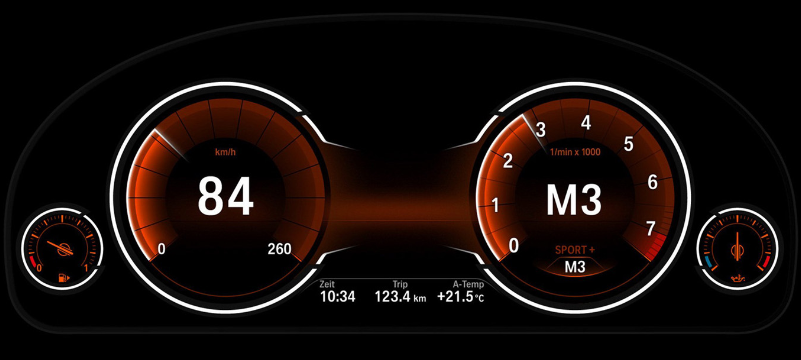 km/h
84
0
260
0
1
2
3
4
5
6
7
1/min x 1000
M3
SPORT +
M3
0
1
Zeit
Trip
A-Temp
10:34
123.4 km
+21.5 °C